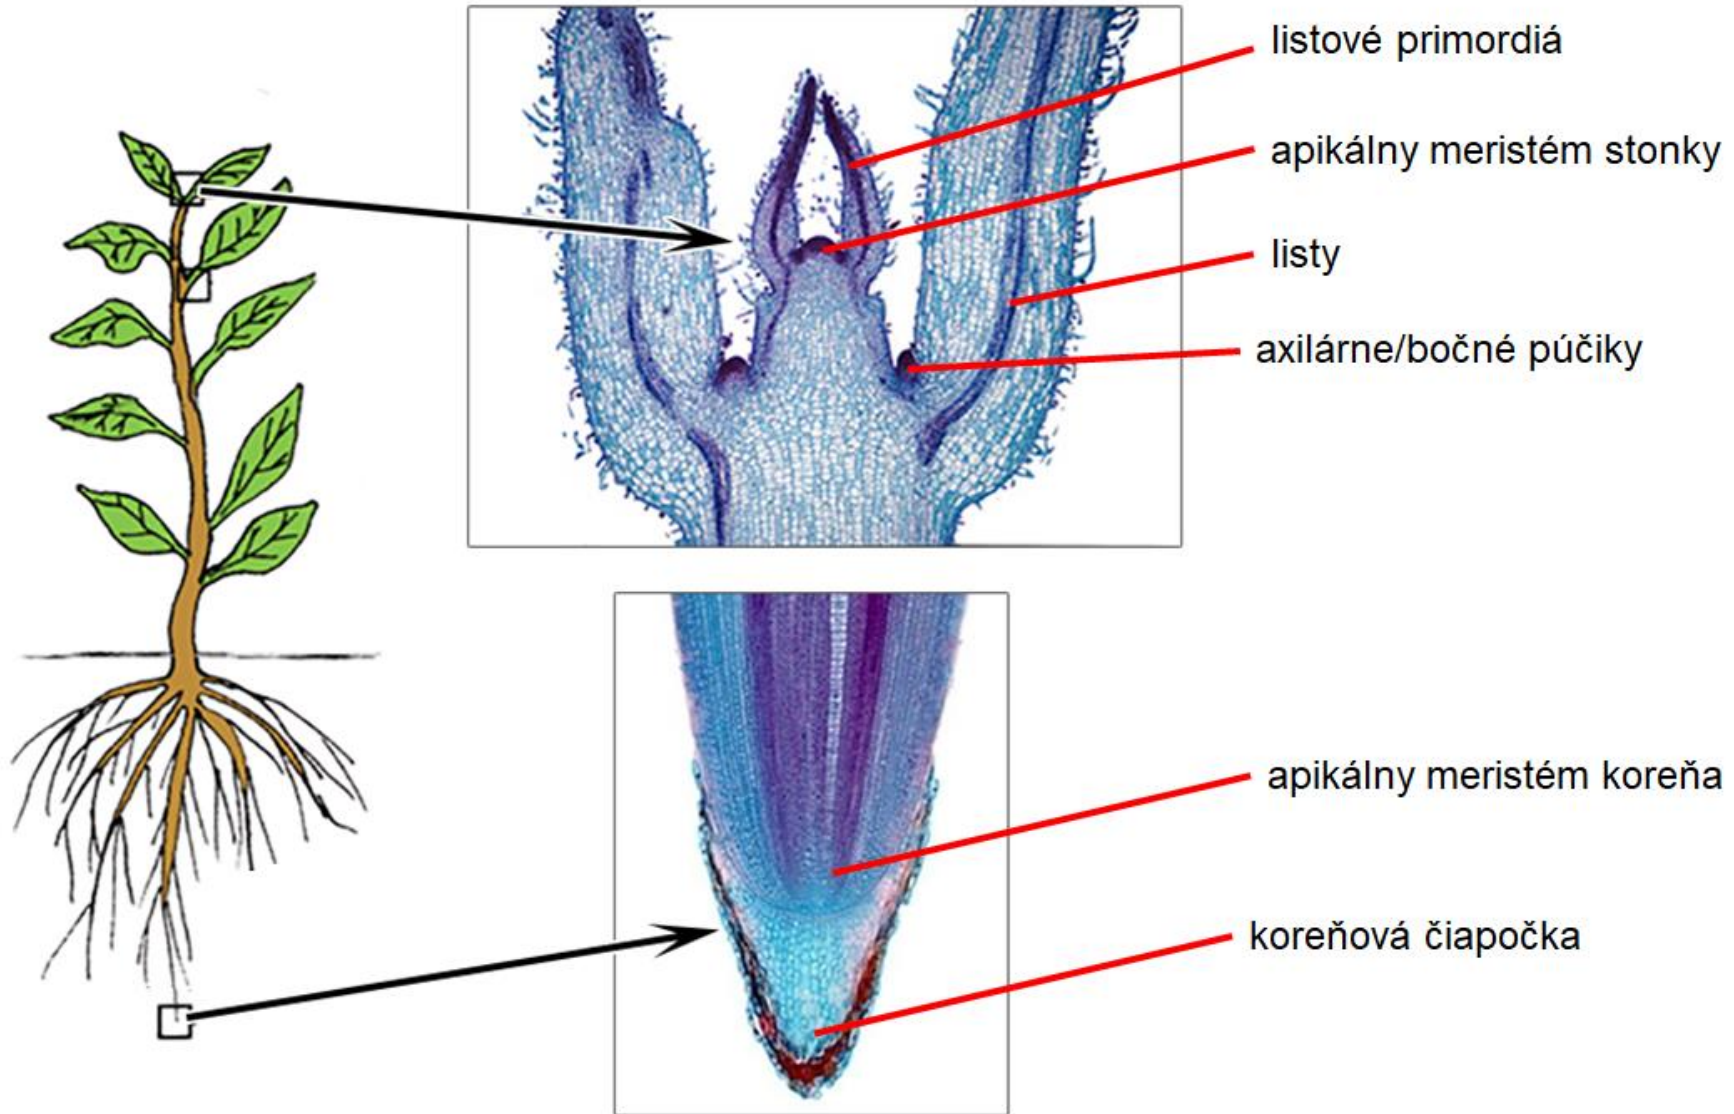 listové primordiá
apikálny meristém stonky
listy
axilárne/bočné púčiky
apikálny meristém koreňa
koreňová čiapočka